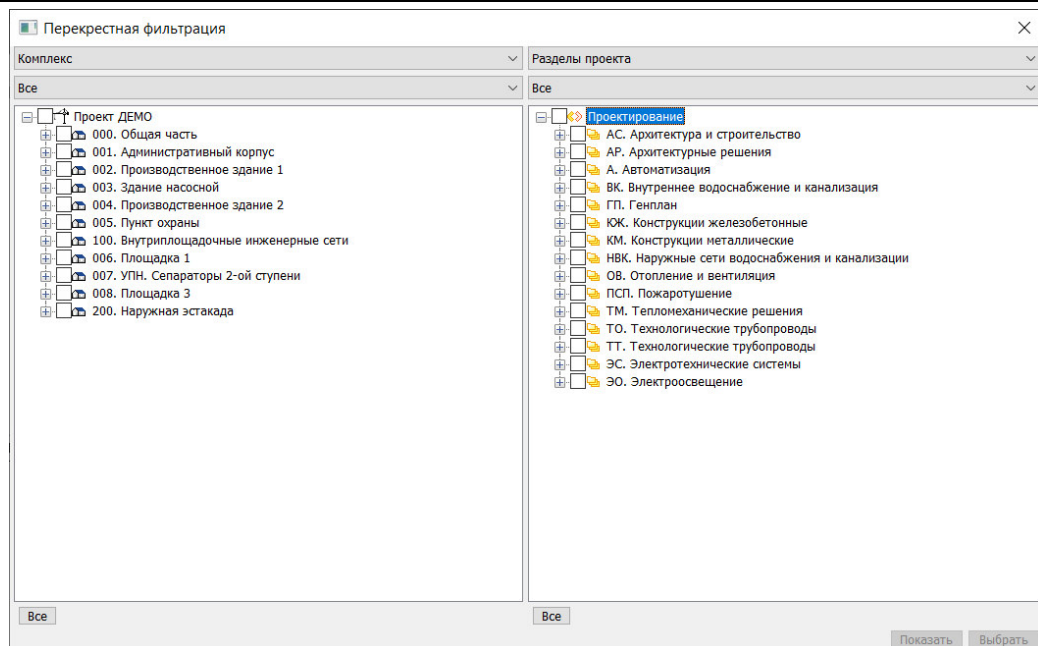 Перекрестная фильтрация
Комплекс
Разделы проекта
Все
Все
Проект ДЕМО
000. Общая часть
001. Административный корпус
002. Производственное здание 1
003. Здание насосной
004. Производственное здание 2
005. Пункт охраны
100. Внутриплощадочные инженерные сети
006. Площадка 1
007. УПН. Сепараторы 2-ой ступени
008. Площадка 3
200. Наружная эстакада
Проектирование
АС. Архитектура и строительство
АР. Архитектурные решения
А. Автоматизация
ВК. Внутреннее водоснабжение и канализация
ГП. Генплан
КЖ. Конструкции железобетонные
КМ. Конструкции металлические
НВК. Наружные сети водоснабжения и канализации
ОВ. Отопление и вентиляция
ПСП. Пожаротушение
ТМ. Тепломеханические решения
ТО. Технологические трубопроводы
ТТ. Технологические трубопроводы
ЭС. Электротехнические системы
ЭО. Электроосвещение
Все
Все
Показать
Выбрать